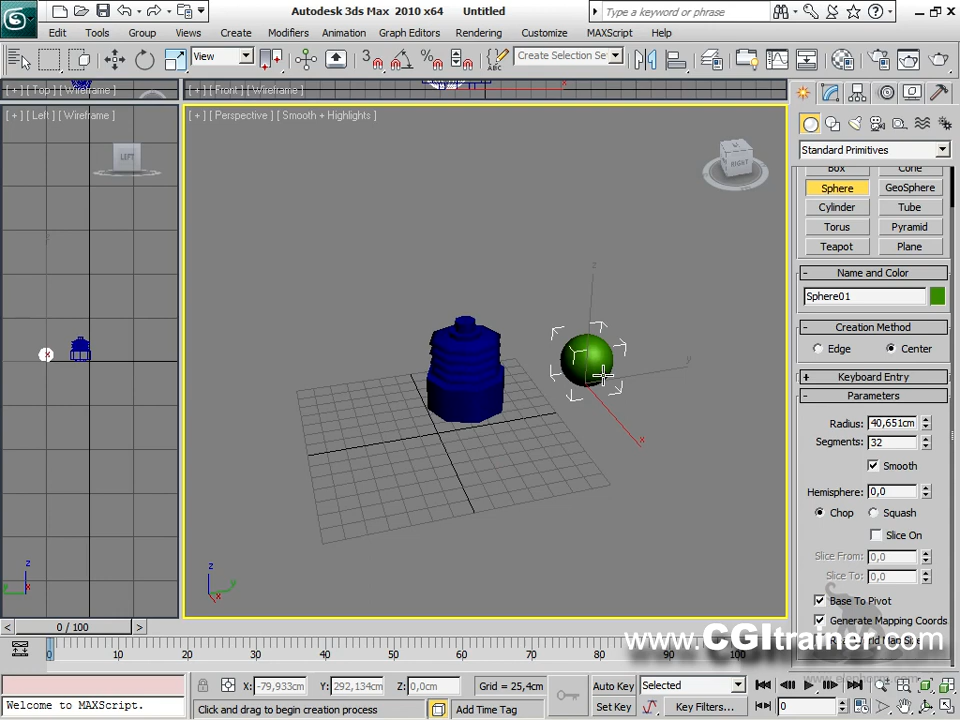 Autodesk 3ds Max 2010 x64 Untitled
Type a keyword or phrase
Edit Tools Group Views Create Modifiers Animation Graph Editors Rendering Customize MAXScript Help
View
3
Create Selection Se
[ + ] [ Top ] [ Wireframe ]
[ + ] [ Front ] [ Wireframe ]
[ + ] [ Left ] [ Wireframe ]
[ + ] [ Perspective ] [ Smooth + Highlights ]
LEFT
RIGHT
Standard Primitives
Box Cone
Sphere GeoSphere
Cylinder Tube
Torus Pyramid
Teapot Plane
- Name and Color
Sphere01
- Creation Method
Edge Center
+ Keyboard Entry
- Parameters
Radius: 40,651cm
Segments: 32
Smooth
Hemisphere: 0,0
Chop Squash
Slice On
Slice From: 0,0
Slice To: 0,0
Base To Pivot
Generate Mapping Coords
z
y
x
x
z
y
x
z
y
x
< 0 / 100 >
www.CGItrainer.com
0 10 20 30 40 50 60 70 80 90 100
X: -79,933cm Y: 292,134cm Z: 0,0cm Grid = 25,4cm Auto Key Selected
Welcome to MAXScript. Click and drag to begin creation process Add Time Tag Set Key Key Filters... 0